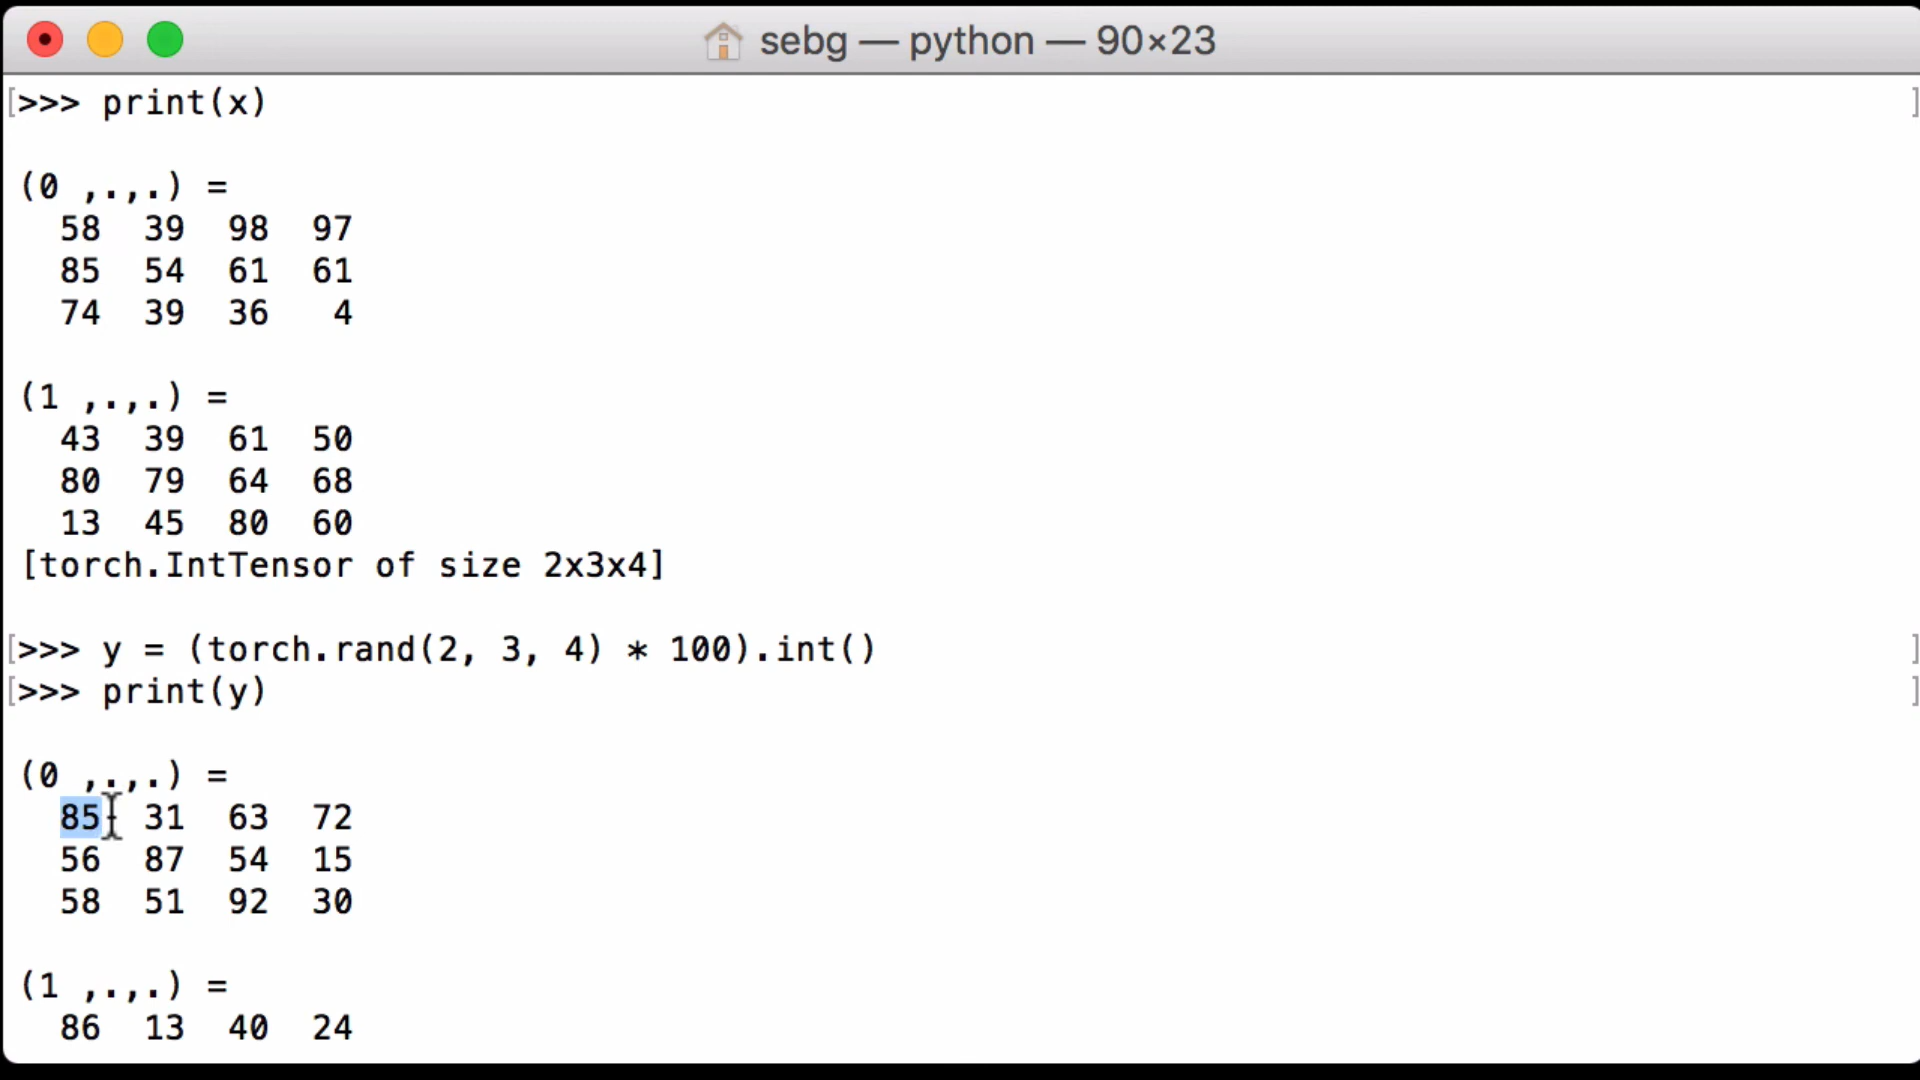 sebg — python — 90×23
[>>> print(x) ]
(0 ,.,.) =
58 39 98 97
85 54 61 61
74 39 36 4
(1 ,.,.) =
43 39 61 50
80 79 64 68
13 45 80 60
[torch.IntTensor of size 2x3x4]
[>>> y = (torch.rand(2, 3, 4) * 100).int() ]
[>>> print(y) ]
(0 ,.,.) =
85 31 63 72
56 87 54 15
58 51 92 30
(1 ,.,.) =
86 13 40 24